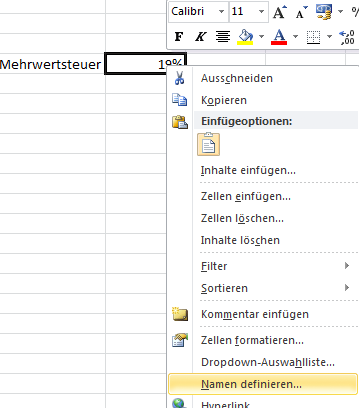 Calibri 11 A A %
F K A ,00
Mehrwertsteuer 19%
Ausschneiden
Kopieren
Einfügeoptionen:
Inhalte einfügen...
Zellen einfügen...
Zellen löschen...
Inhalte löschen
Filter
Sortieren
Kommentar einfügen
Zellen formatieren...
Dropdown-Auswahlliste...
Namen definieren...
Hyperlink